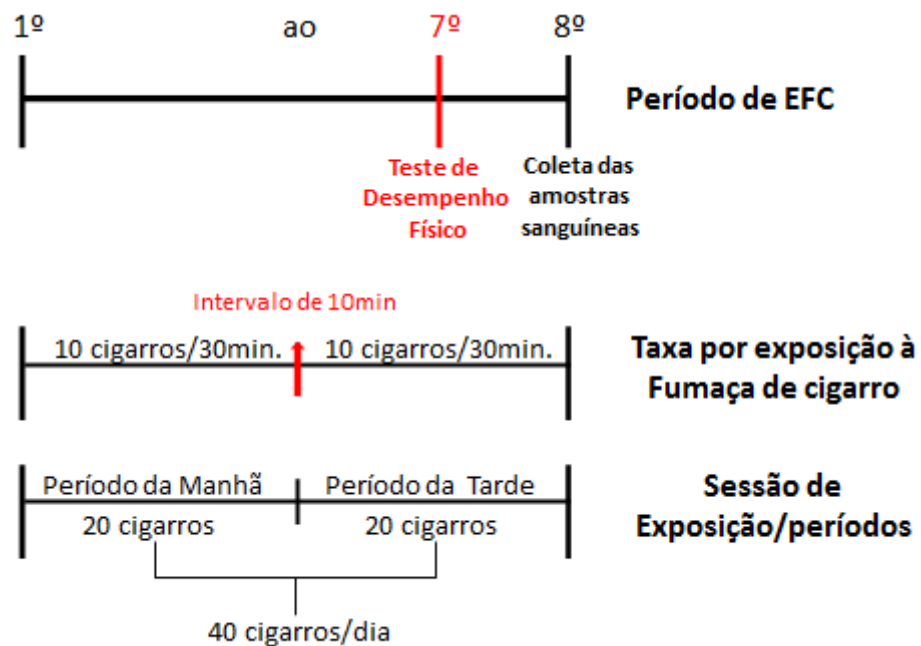 1º ao 7º 8º
Período de EFC
Teste de
Desempenho
Físico
Coleta das
amostras
sanguíneas
Intervalo de 10min
10 cigarros/30min. 10 cigarros/30min.
Taxa por exposição à
Fumaça de cigarro
Período da Manhã Período da Tarde
20 cigarros 20 cigarros
Sessão de
Exposição/períodos
40 cigarros/dia